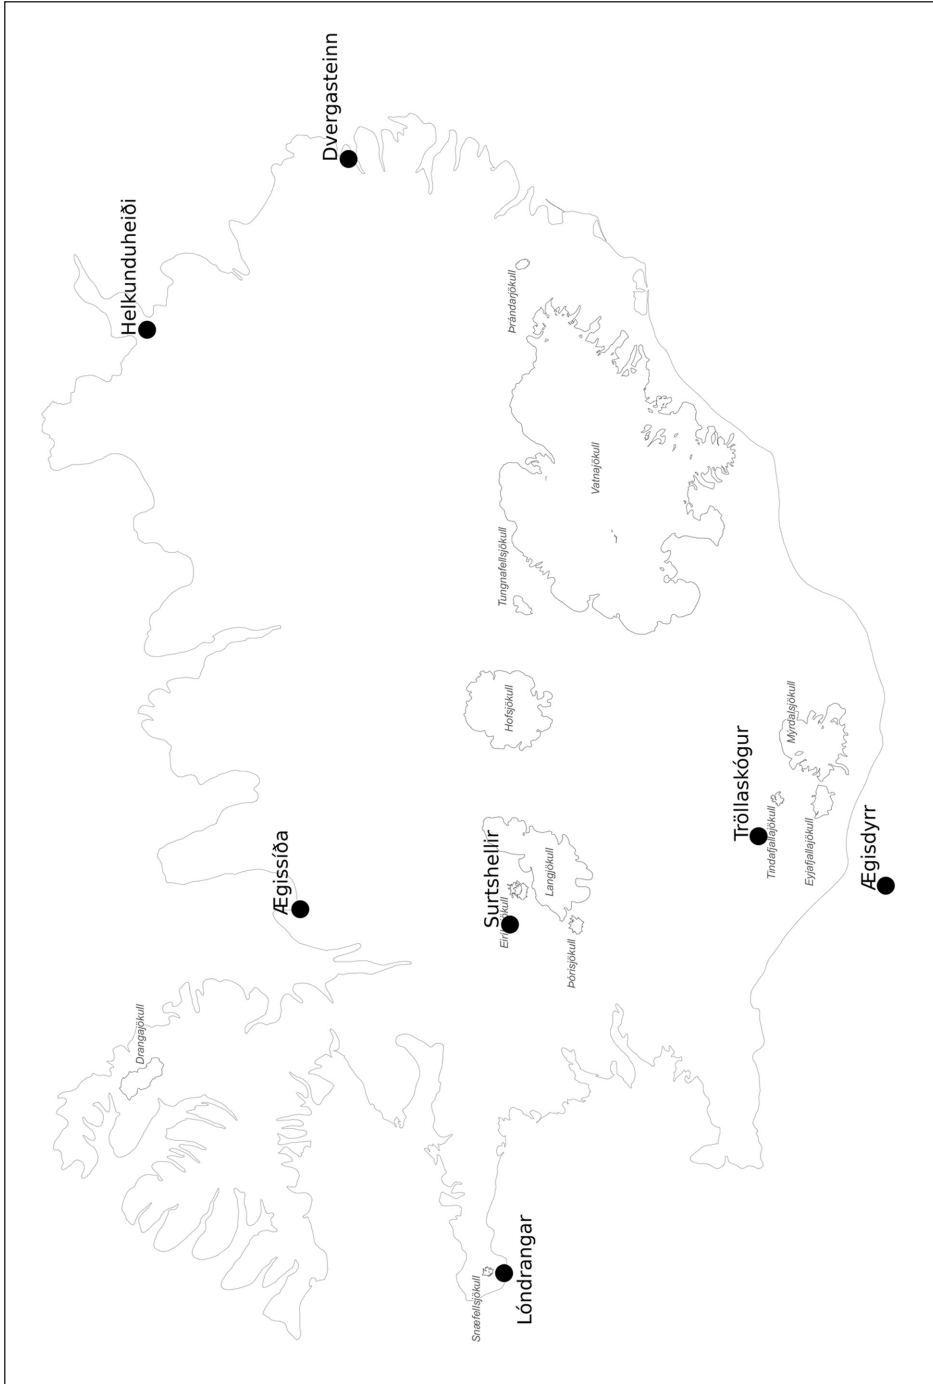 Helkunduheiði
Drangajökull
Ægissíða
Dvergasteinn
Snæfellsjökull
Surtshellir
Tungnafellsjökull
Hofsjökull
Þrándarjökull
Lóndrangar
Langjökull
Þórisjökull
Vatnajökull
Tröllaskógur
Tindafjallajökull
Mýrdalsjökull
Eyjafjallajökull
Ægisdyrr